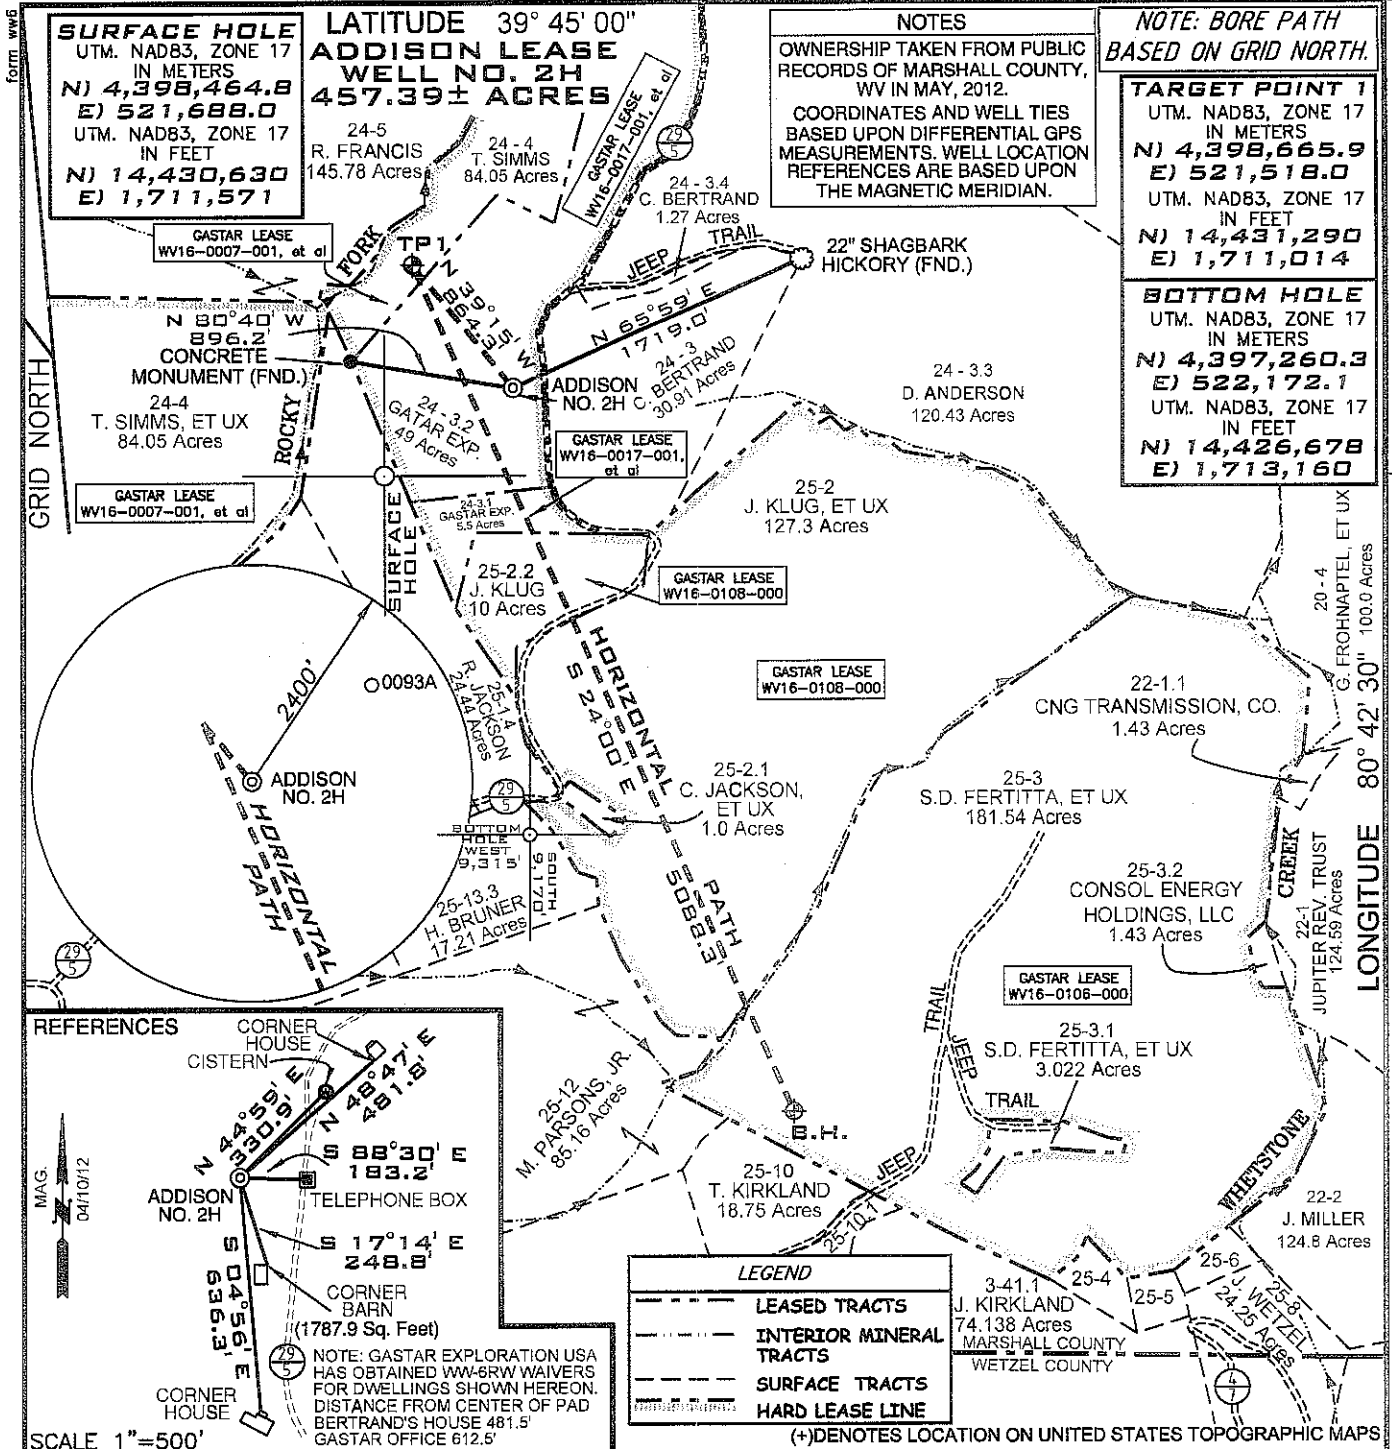 form ww6
SURFACE HOLE
UTM. NAD83, ZONE 17
IN METERS
N) 4,398,464.8
E) 521,688.0
UTM. NAD83, ZONE 17
IN FEET
N) 14,430,630
E) 1,711,571
LATITUDE 39° 45' 00"
ADDISON LEASE
WELL NO. 2H
457.39± ACRES
NOTES
OWNERSHIP TAKEN FROM PUBLIC
RECORDS OF MARSHALL COUNTY,
WV IN MAY, 2012.
COORDINATES AND WELL TIES
BASED UPON DIFFERENTIAL GPS
MEASUREMENTS. WELL LOCATION
REFERENCES ARE BASED UPON
THE MAGNETIC MERIDIAN.
NOTE: BORE PATH
BASED ON GRID NORTH.
TARGET POINT 1
UTM. NAD83, ZONE 17
IN METERS
N) 4,398,665.9
E) 521,518.0
UTM. NAD83, ZONE 17
IN FEET
N) 14,431,290
E) 1,711,014
BOTTOM HOLE
UTM. NAD83, ZONE 17
IN METERS
N) 4,397,260.3
E) 522,172.1
UTM. NAD83, ZONE 17
IN FEET
N) 14,426,678
E) 1,713,160
24-5
R. FRANCIS
145.78 Acres
24 - 4
T. SIMMS
84.05 Acres
GASTAR LEASE
WV16-0017-001, et al
29
5
24 - 3.4
C. BERTRAND
1.27 Acres
JEEP
TRAIL
22" SHAGBARK
HICKORY (FND.)
GASTAR LEASE
WV16-0007-001, et al
FORK
TP1
N 39°15' W
864.3'
N 65°59' E
1719.0'
N 80°40' W
896.2'
CONCRETE
MONUMENT (FND.)
24-4
T. SIMMS, ET UX
84.05 Acres
ROCKY
GRID NORTH
ADDISON
NO. 2H
24 - 3
C. BERTRAND
30.91 Acres
24 - 3.3
D. ANDERSON
120.43 Acres
24 - 3.2
GATAR EXP.
.49 Acres
GASTAR LEASE
WV16-0017-001,
et al
GASTAR LEASE
WV16-0007-001, et al
24-3.1
GASTAR EXP.
5.5 Acres
25-2
J. KLUG, ET UX
127.3 Acres
SURFACE
HOLE
25-2.2
J. KLUG
10 Acres
GASTAR LEASE
WV16-0108-000
20 - 4
G. FROHNAPTEL, ET UX
100.0 Acres
2400'
0093A
25-1.4
R. JACKSON
24.44 Acres
HORIZONTAL
S 24°00' E
PATH
5088.3'
GASTAR LEASE
WV16-0108-000
22-1.1
CNG TRANSMISSION, CO.
1.43 Acres
LONGITUDE 80° 42' 30"
ADDISON
NO. 2H
HORIZONTAL
PATH
29
5
25-2.1
C. JACKSON,
ET UX
1.0 Acres
25-3
S.D. FERTITTA, ET UX
181.54 Acres
BOTTOM
HOLE
WEST
9,315'
SOUTH
9,170'
CREEK
25-3.2
CONSOL ENERGY
HOLDINGS, LLC
1.43 Acres
22-1
JUPITER REV. TRUST
124.59 Acres
25-13.3
H. BRUNER
17.21 Acres
29
5
GASTAR LEASE
WV16-0106-000
TRAIL
JEEP
25-3.1
S.D. FERTITTA, ET UX
3.022 Acres
TRAIL
25-12
M. PARSONS, JR.
85.16 Acres
B.H.
JEEP
25-10
T. KIRKLAND
18.75 Acres
25-10.1
WHETSTONE
22-2
J. MILLER
124.8 Acres
REFERENCES
CORNER
HOUSE
CISTERN
N 44°59' E
330.9'
N 48°47' E
481.8'
S 88°30' E
183.2'
TELEPHONE BOX
ADDISON
NO. 2H
MAG.
04/10/12
S 17°14' E
248.8'
S 04°56' E
636.3'
CORNER
BARN
(1787.9 Sq. Feet)
29
5
CORNER
HOUSE
NOTE: GASTAR EXPLORATION USA
HAS OBTAINED WW-6RW WAIVERS
FOR DWELLINGS SHOWN HEREON.
DISTANCE FROM CENTER OF PAD
BERTRAND'S HOUSE 481.5'
GASTAR OFFICE 612.5'
SCALE 1"=500'
LEGEND
LEASED TRACTS
INTERIOR MINERAL
TRACTS
SURFACE TRACTS
HARD LEASE LINE
3-41.1
J. KIRKLAND
74.138 Acres
MARSHALL COUNTY
WETZEL COUNTY
25-4
25-5
25-6
J. WETZEL
24.25 Acres
25-8
4
7
(+)DENOTES LOCATION ON UNITED STATES TOPOGRAPHIC MAPS